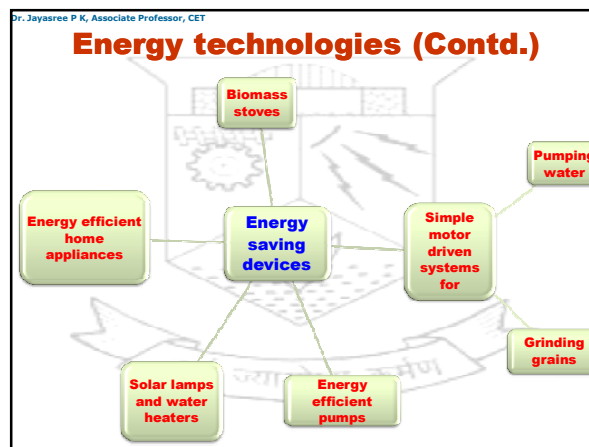 Dr. Jayasree P K, Associate Professor, CET
Energy technologies (Contd.)
Biomass
stoves
Pumping
water
Energy efficient
home
appliances
Energy
saving
devices
Simple
motor
driven
systems
for
Grinding
grains
Solar lamps
and water
heaters
Energy
efficient
pumps